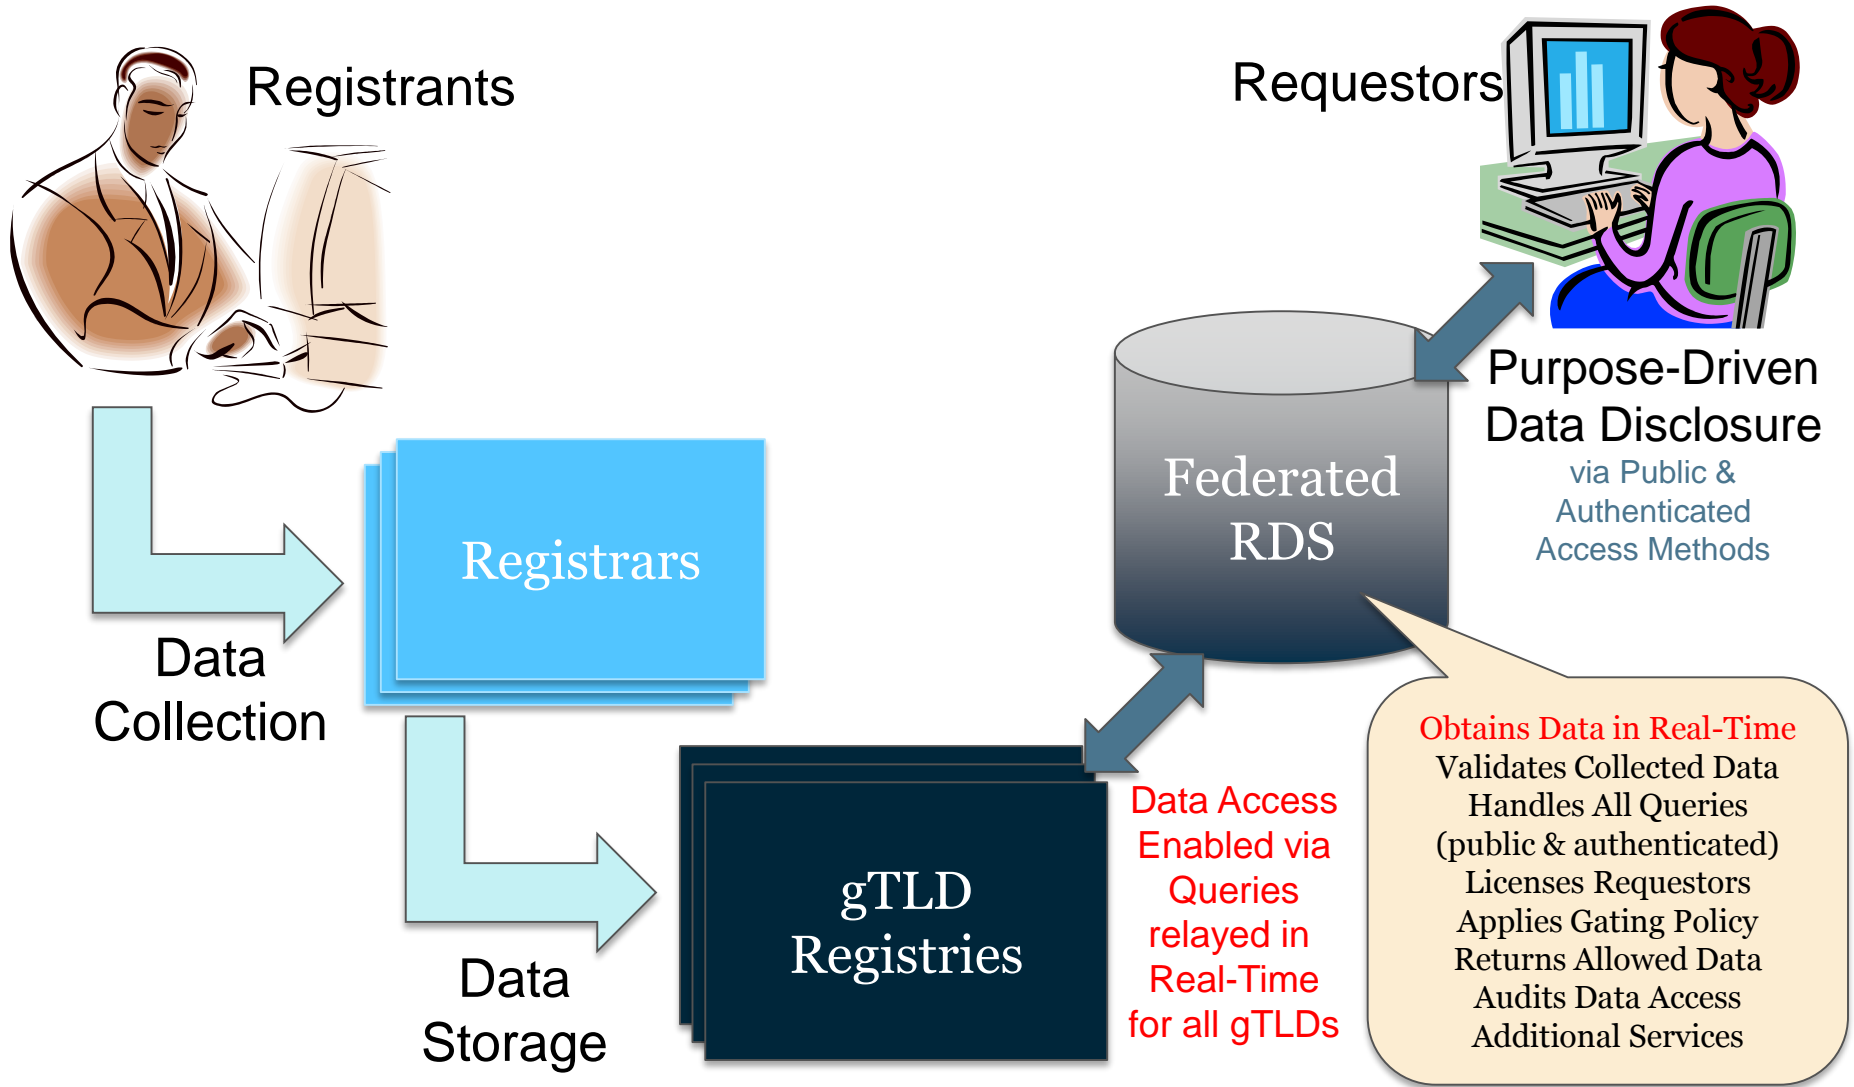 Registrants
Requestors
Purpose-Driven
Data Disclosure
via Public &
Authenticated
Access Methods
Federated
RDS
Registrars
Data
Collection
Obtains Data in Real-Time
Validates Collected Data
Handles All Queries
(public & authenticated)
Licenses Requestors
Applies Gating Policy
Returns Allowed Data
Audits Data Access
Additional Services
Data Access
Enabled via
Queries
relayed in
Real-Time
for all gTLDs
gTLD
Registries
Data
Storage